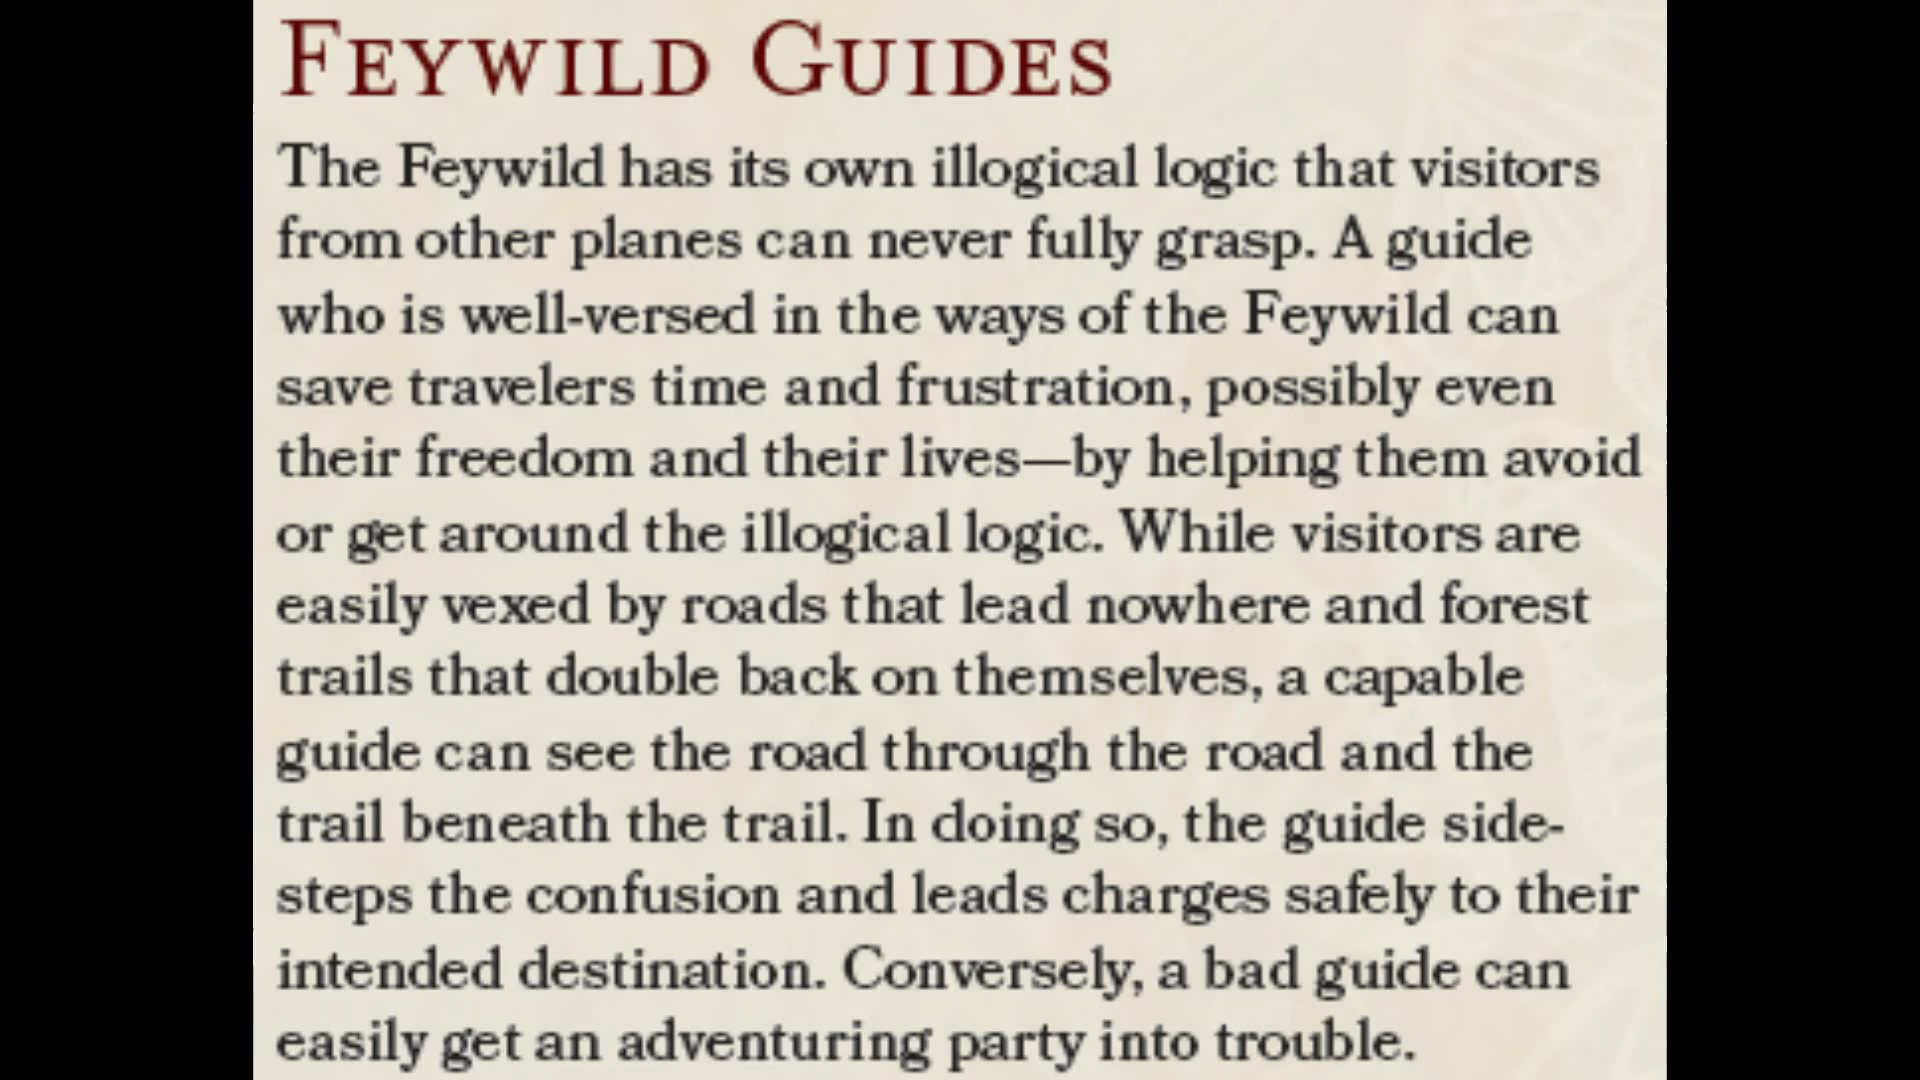 FEYWILD GUIDES
The Feywild has its own illogical logic that visitors
from other planes can never fully grasp. A guide
who is well-versed in the ways of the Feywild can
save travelers time and frustration, possibly even
their freedom and their lives—by helping them avoid
or get around the illogical logic. While visitors are
easily vexed by roads that lead nowhere and forest
trails that double back on themselves, a capable
guide can see the road through the road and the
trail beneath the trail. In doing so, the guide side-
steps the confusion and leads charges safely to their
intended destination. Conversely, a bad guide can
easily get an adventuring party into trouble.